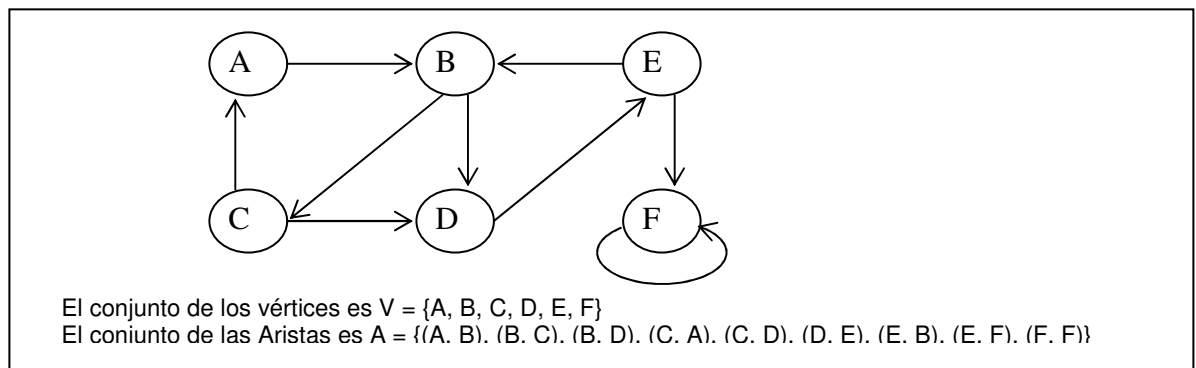 A B E
C D F
El conjunto de los vértices es V = {A, B, C, D, E, F}
El conjunto de las Aristas es A = {(A, B), (B, C), (B, D), (C, A), (C, D), (D, E), (E, B), (E, F), (F, F)}